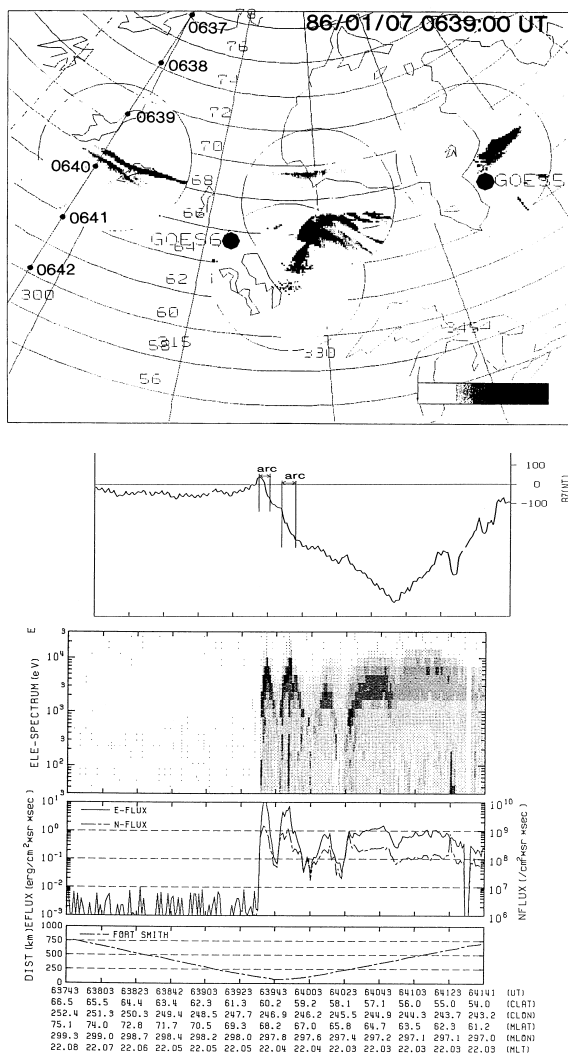 86/01/07 0639:00 UT
78
0637
76
0638
74
72
0639
70
0640
68
GOES5
66
0641
GOES6
64
0642
62
300
60
58
315
345
330
56
arc
arc
100
0
-100
BZ(NT)
E
ELE-SPECTRUM (eV)
3
10⁴
3
10³
3
10²
3
EFLUX (erg/cm² *sr *sec)
10¹
10⁰
10⁻¹
10⁻²
10⁻³
E-FLUX
N-FLUX
10¹⁰
10⁹
10⁸
10⁷
10⁶
NFLUX (/cm² *sr *sec)
DIST (km)
1000
750
500
250
0
FORT SMITH
63743 63803 63823 63842 63903 63923 63943 64003 64023 64043 64103 64123 64141 (UT)
66.5 65.5 64.4 63.4 62.3 61.3 60.2 59.2 58.1 57.1 56.0 55.0 54.0 (CLAT)
252.4 251.3 250.3 249.4 248.5 247.7 246.9 246.2 245.5 244.9 244.3 243.7 243.2 (CLON)
75.1 74.0 72.8 71.7 70.5 69.3 68.2 67.0 65.8 64.7 63.5 62.3 61.2 (MLAT)
299.3 299.0 298.7 298.4 298.2 298.0 297.8 297.6 297.4 297.2 297.1 297.1 297.0 (MLON)
22.08 22.07 22.06 22.05 22.05 22.05 22.04 22.04 22.03 22.03 22.03 22.03 22.03 (MLT)